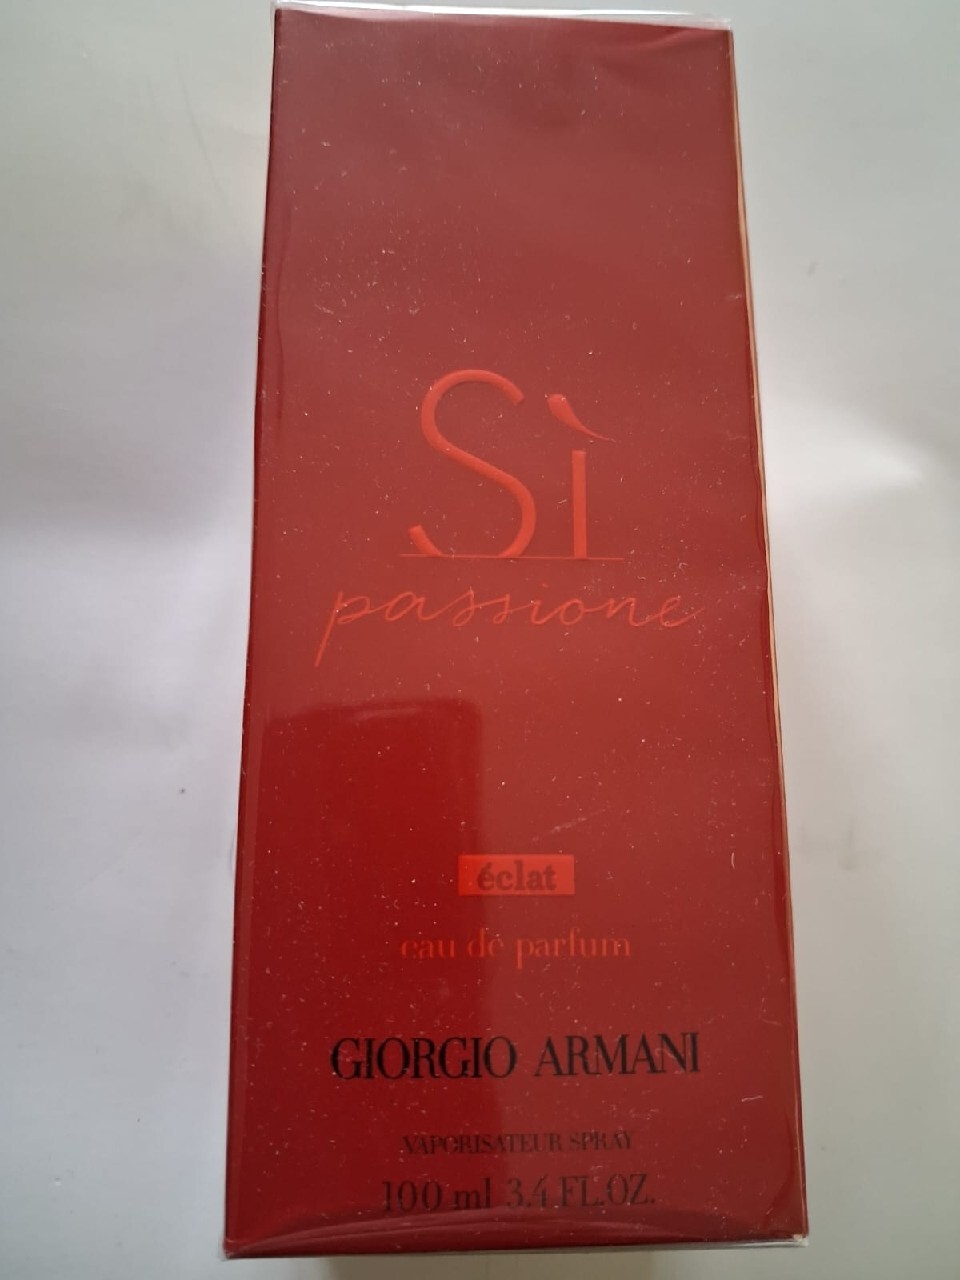 Sì
passione
éclat
eau de parfum
GIORGIO ARMANI
VAPORISATEUR SPRAY
100 ml 3.4 FL.OZ.